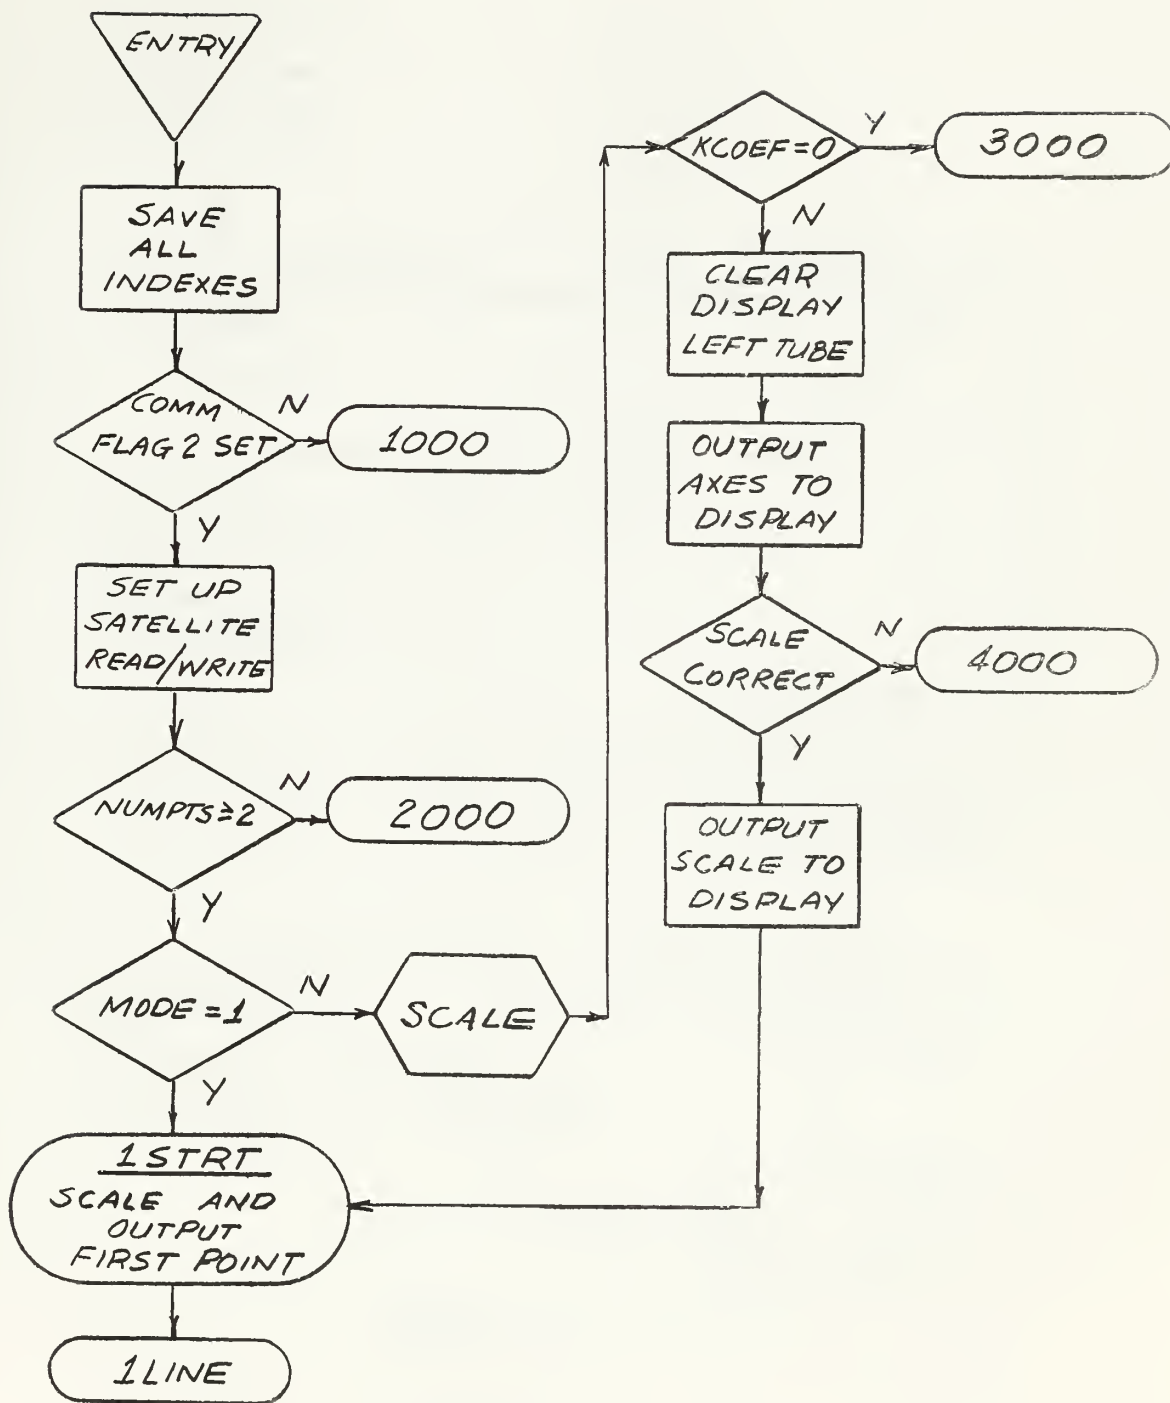 ENTRY
SAVE
ALL
INDEXES
COMM
FLAG 2 SET
N
1000
Y
SET UP
SATELLITE
READ/WRITE
NUMPTS≥2
N
2000
Y
MODE=1
N
SCALE
Y
1STRT
SCALE AND
OUTPUT
FIRST POINT
1LINE
KCOEF=0
Y
3000
N
CLEAR
DISPLAY
LEFT TUBE
OUTPUT
AXES TO
DISPLAY
SCALE
CORRECT
N
4000
Y
OUTPUT
SCALE TO
DISPLAY